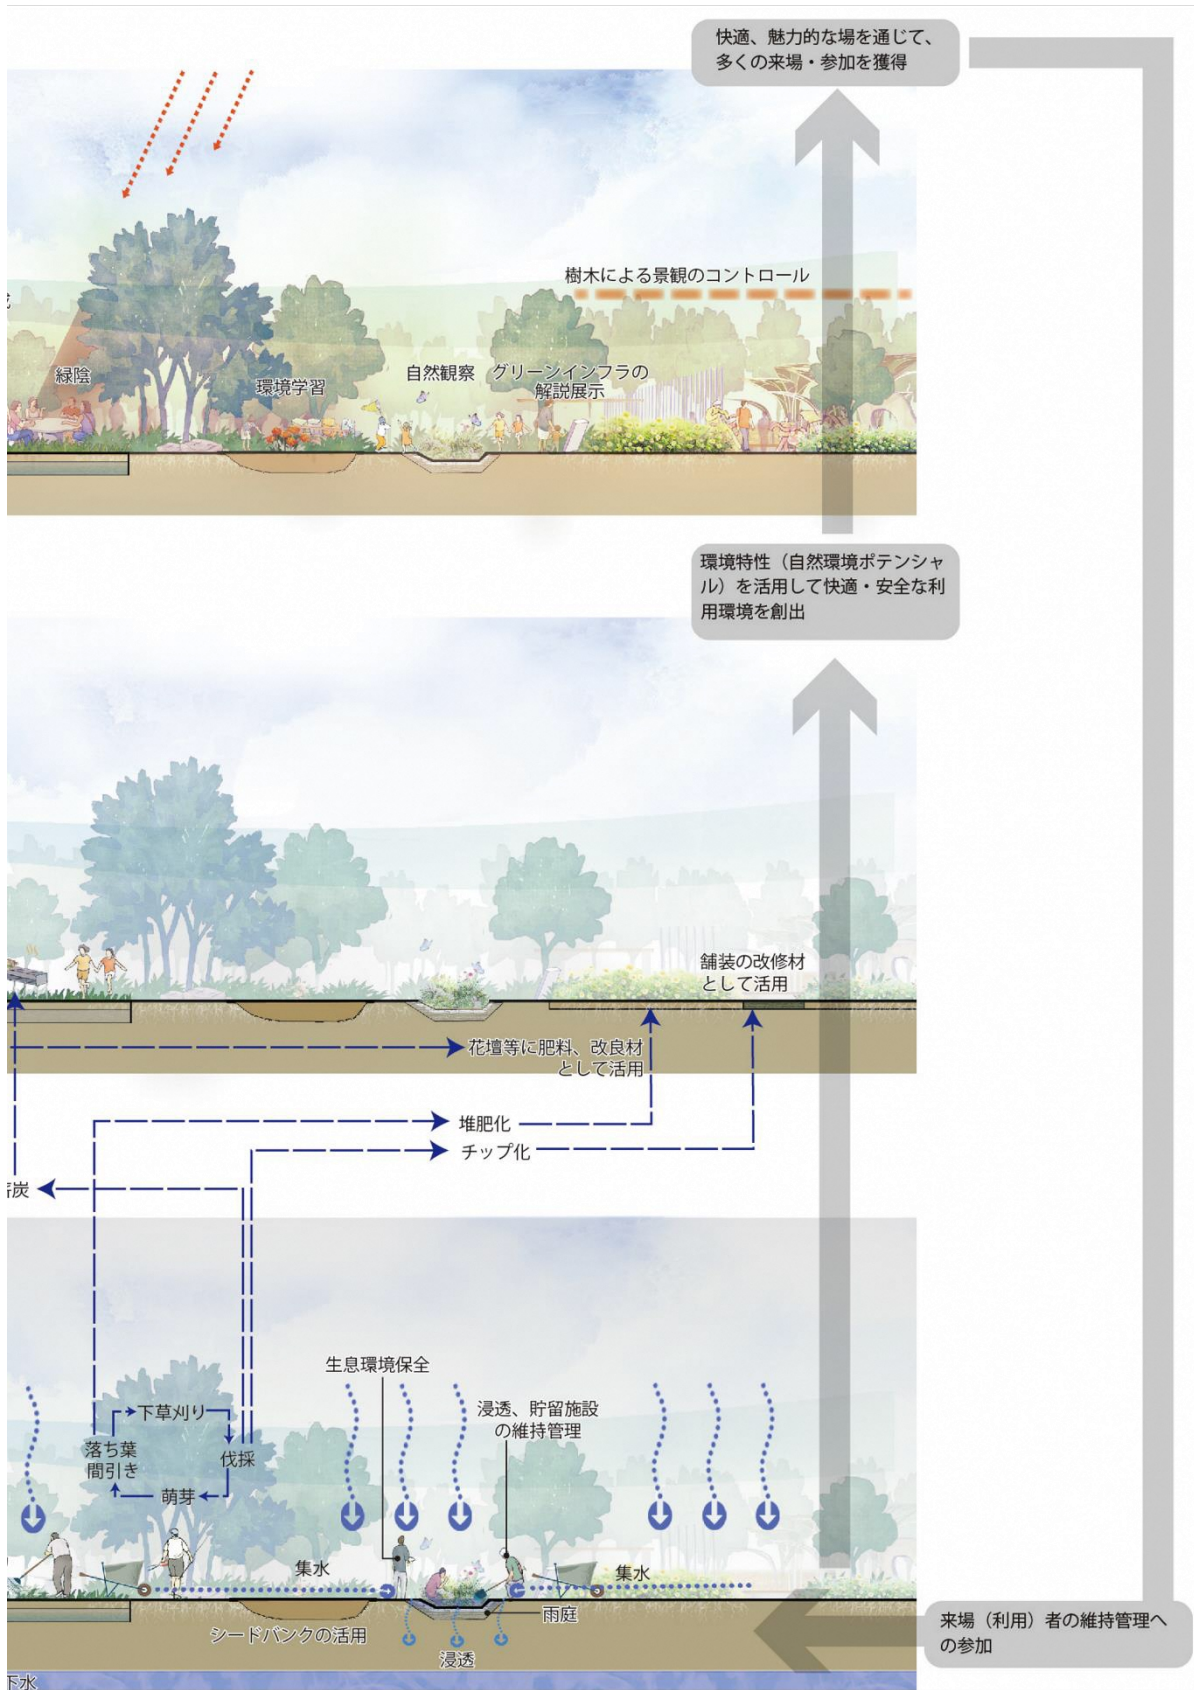 快適、魅力的な場を通じて、
多くの来場・参加を獲得
樹木による景観のコントロール
緑陰
環境学習
自然観察
グリーンインフラの
解説展示
環境特性（自然環境ポテンシャ
ル）を活用して快適・安全な利
用環境を創出
舗装の改修材
として活用
花壇等に肥料、改良材
として活用
堆肥化
チップ化
炭
生息環境保全
浸透、貯留施設
の維持管理
下草刈り
落ち葉
間引き
伐採
萌芽
集水
集水
雨庭
シードバンクの活用
浸透
下水
来場（利用）者の維持管理へ
の参加